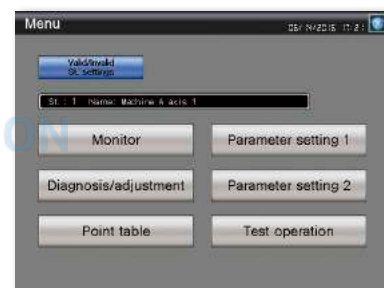 Menu
Valid/Invalid
St. settings
St.: 1 Name: Machine A axis 1
Monitor
Parameter setting 1
Diagnosis/adjustment
Parameter setting 2
Point table
Test operation